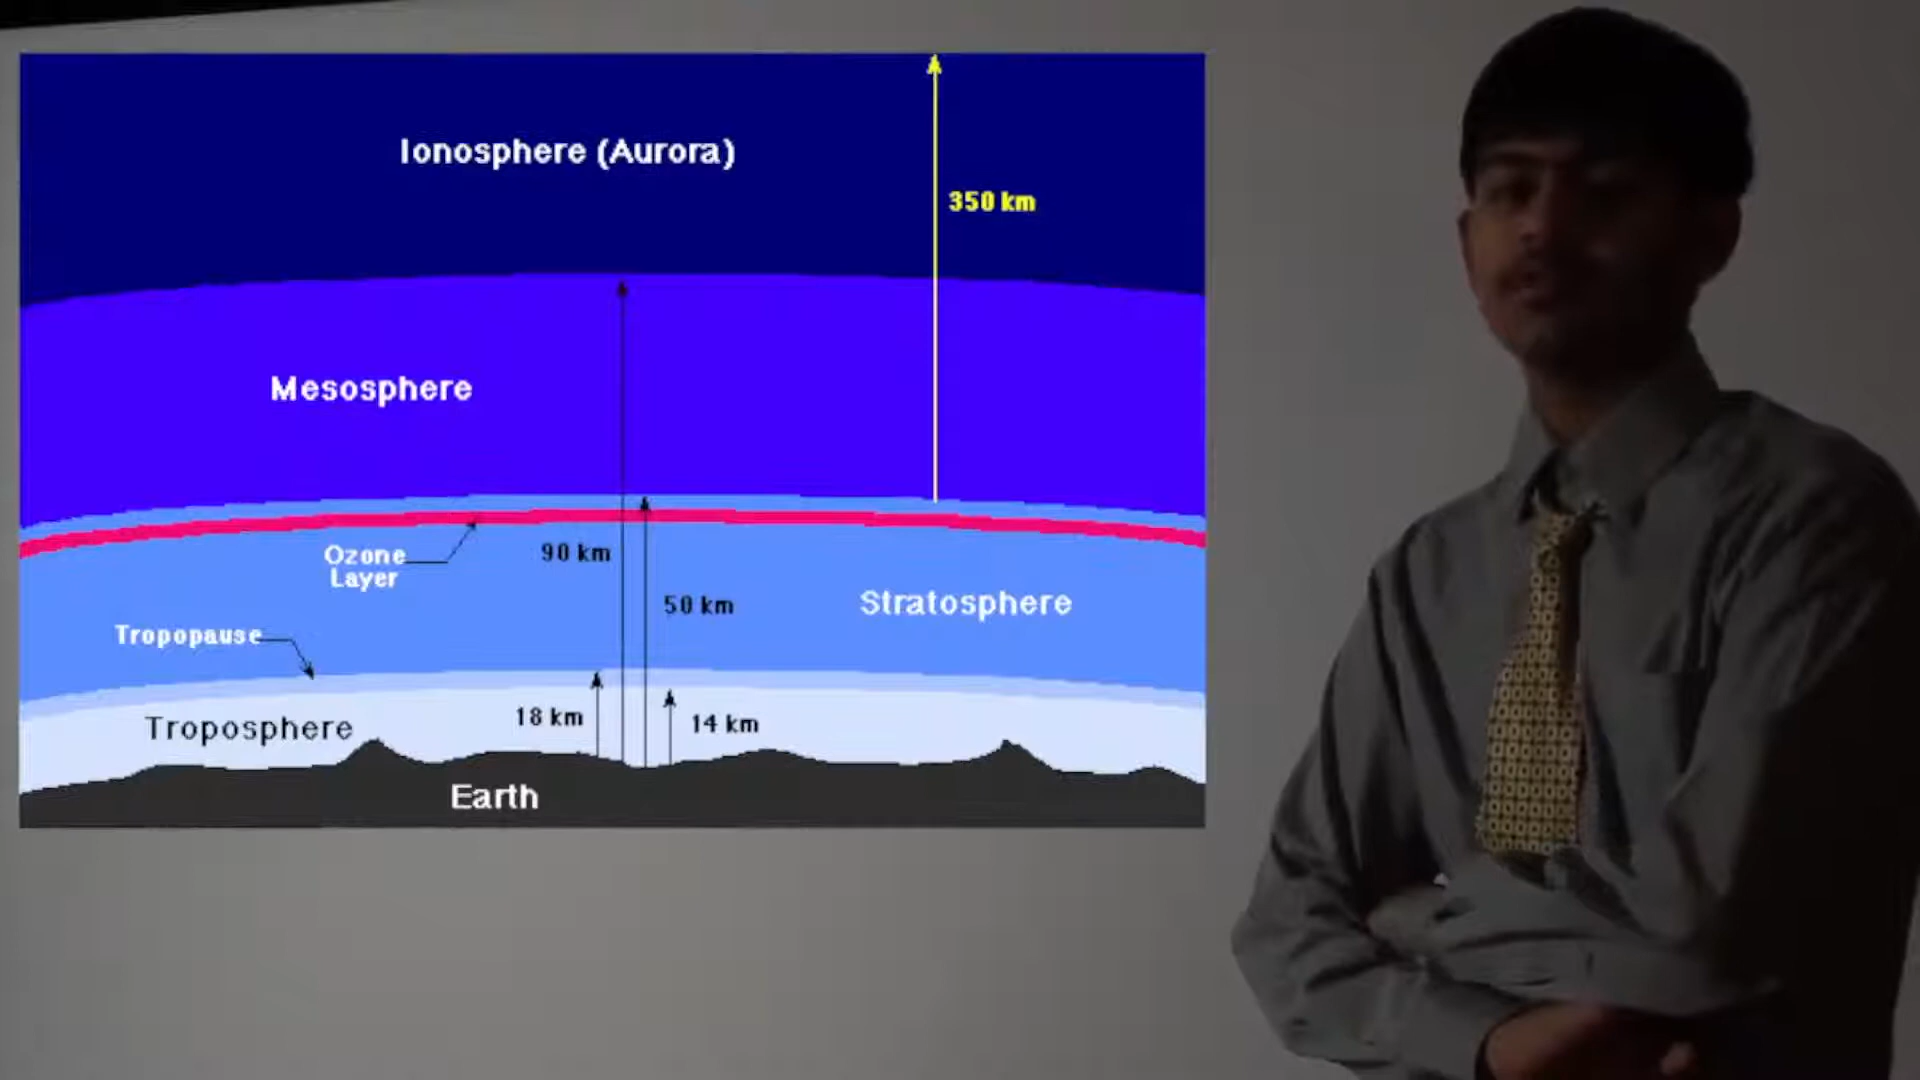 Ionosphere (Aurora)
350 km
Mesosphere
Ozone
Layer
90 km
50 km
Stratosphere
Tropopause
Troposphere
18 km
14 km
Earth